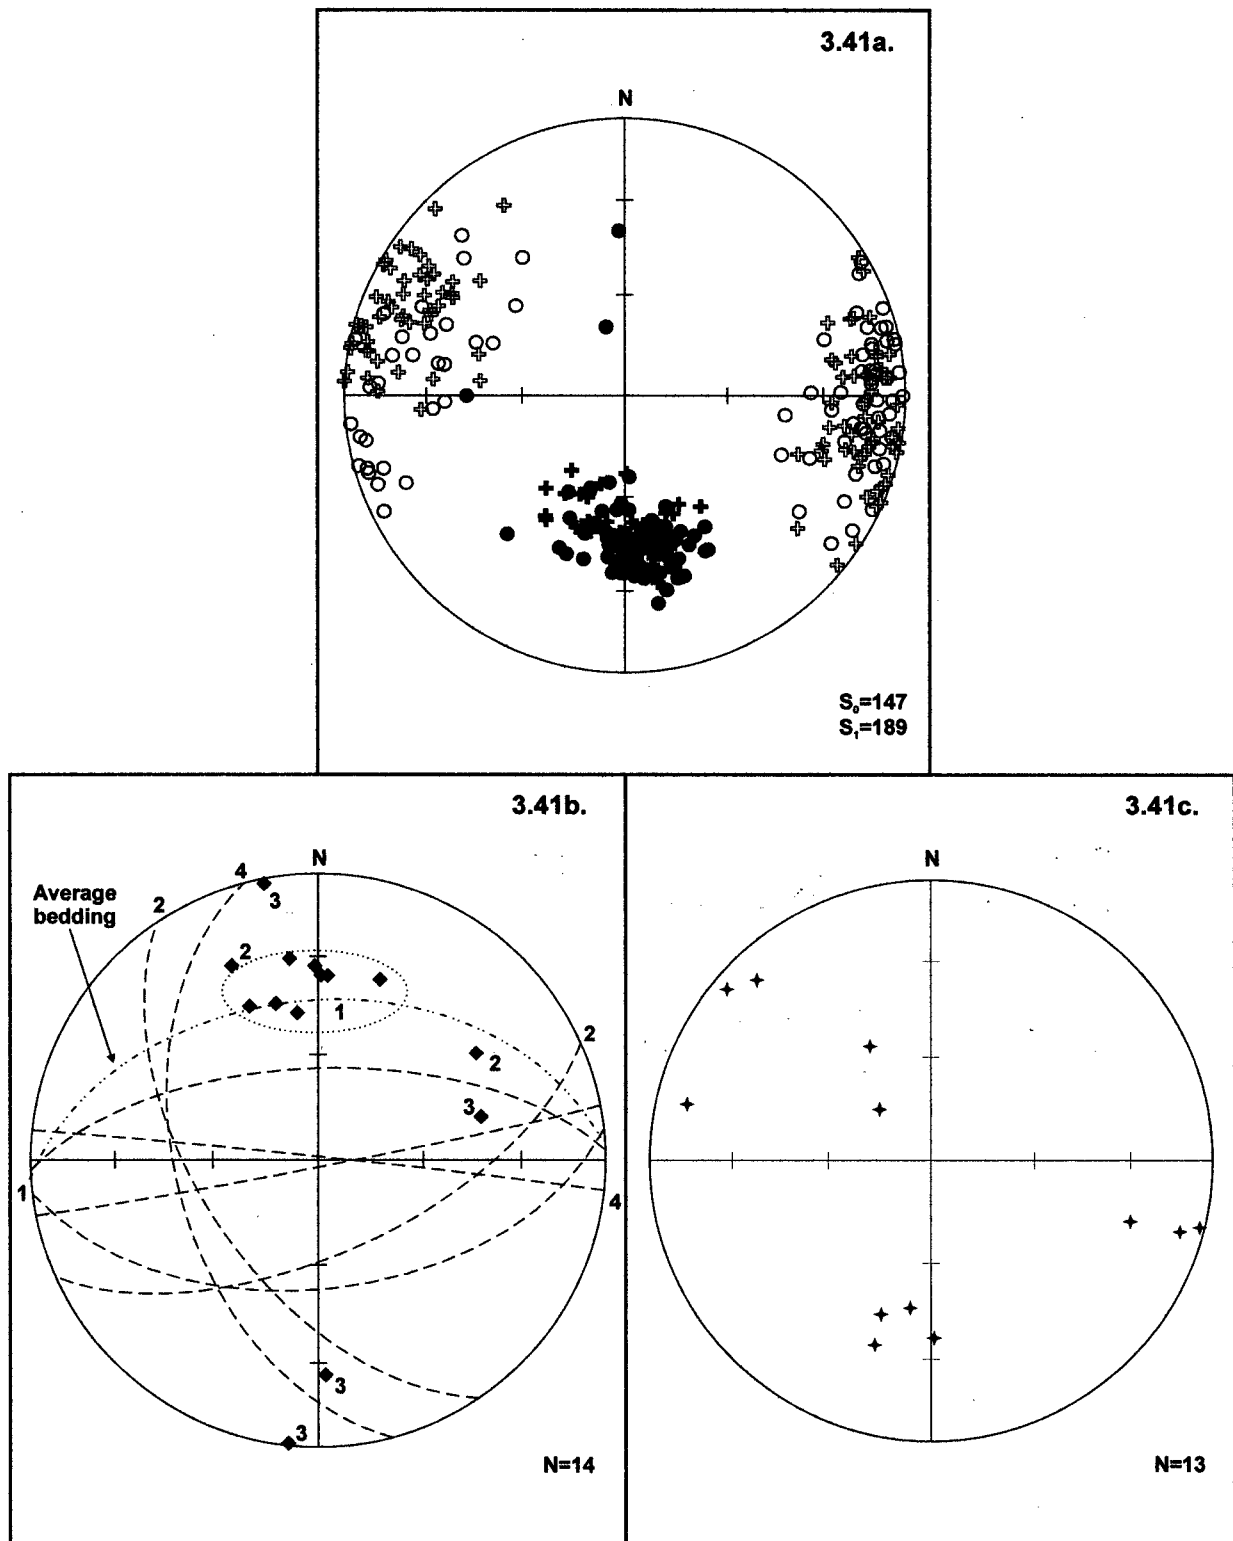 3.41a.
N
S₀=147
S₁=189
3.41b.
N
4
3
2
Average
bedding
2
1
2
2
3
1
4
3
3
N=14
3.41c.
N
N=13